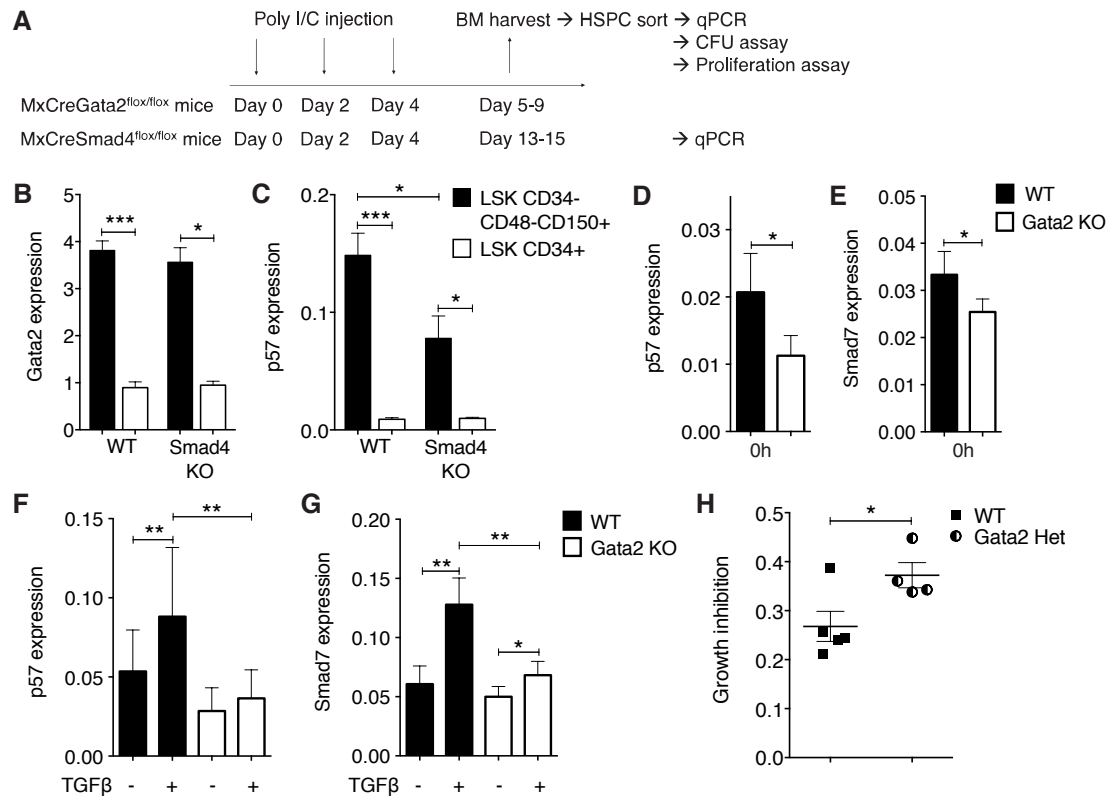 A
Poly I/C injection
BM harvest → HSPC sort → qPCR
→ CFU assay
→ Proliferation assay
MxCreGata2flox/flox mice Day 0 Day 2 Day 4 Day 5-9
MxCreSmad4flox/flox mice Day 0 Day 2 Day 4 Day 13-15 → qPCR
B
Gata2 expression
5
4
3
2
1
0
***
*
WT
Smad4
KO
C
p57 expression
0.2
0.1
0.0
*
***
*
WT
Smad4
KO
LSK CD34-
CD48-CD150+
LSK CD34+
D
p57 expression
0.03
0.02
0.01
0.00
*
0h
E
Smad7 expression
0.05
0.04
0.03
0.02
0.01
0.00
*
0h
WT
Gata2 KO
F
p57 expression
0.15
0.10
0.05
0.00
**
**
TGFβ - + - +
G
Smad7 expression
0.20
0.15
0.10
0.05
0.00
**
**
*
TGFβ - + - +
WT
Gata2 KO
H
Growth inhibition
0.5
0.4
0.3
0.2
0.1
0.0
*
WT
Gata2 Het